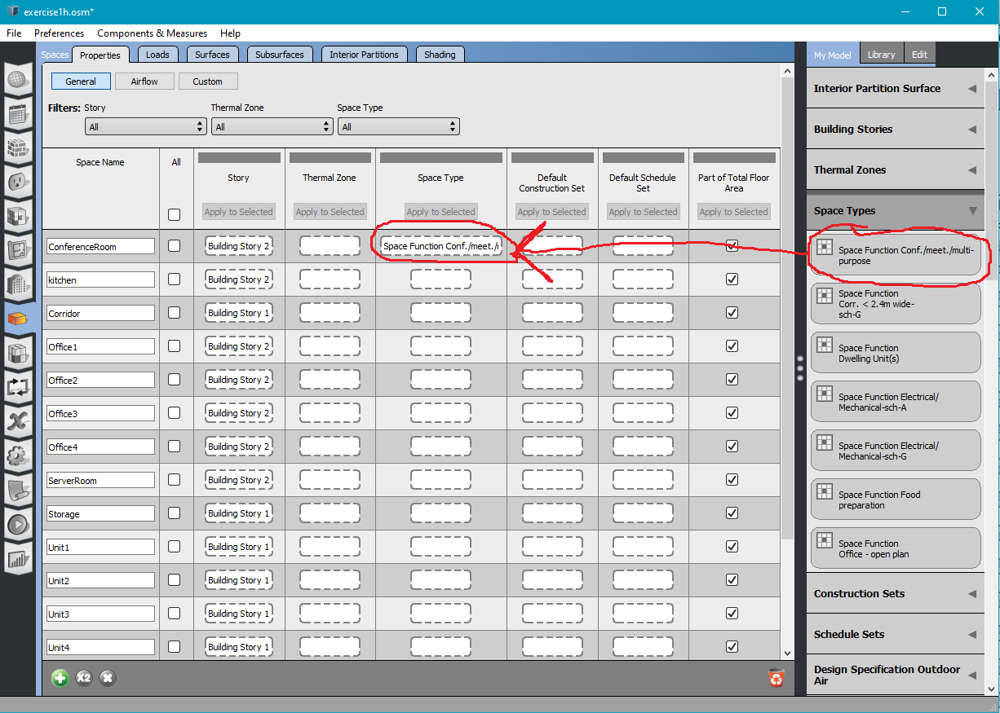 exercise1h.osm*
File Preferences Components & Measures Help
Spaces Properties Loads Surfaces Subsurfaces Interior Partitions Shading
My Model Library Edit
General Airflow Custom
Filters: Story Thermal Zone Space Type
All All All
Space Name All Story Thermal Zone Space Type Default Construction Set Default Schedule Set Part of Total Floor Area
Apply to Selected Apply to Selected Apply to Selected Apply to Selected Apply to Selected Apply to Selected
ConferenceRoom Building Story 2 Space Function Conf./meet./
kitchen Building Story 2
Corridor Building Story 1
Office1 Building Story 2
Office2 Building Story 2
Office3 Building Story 2
Office4 Building Story 2
ServerRoom Building Story 2
Storage Building Story 1
Unit1 Building Story 1
Unit2 Building Story 1
Unit3 Building Story 1
Unit4 Building Story 1
X2
Interior Partition Surface
Building Stories
Thermal Zones
Space Types
Space Function Conf./meet./multi-
purpose
Space Function
Corr. < 2.4m wide-
sch-G
Space Function
Dwelling Unit(s)
Space Function Electrical/
Mechanical-sch-A
Space Function Electrical/
Mechanical-sch-G
Space Function Food
preparation
Space Function
Office - open plan
Construction Sets
Schedule Sets
Design Specification Outdoor
Air